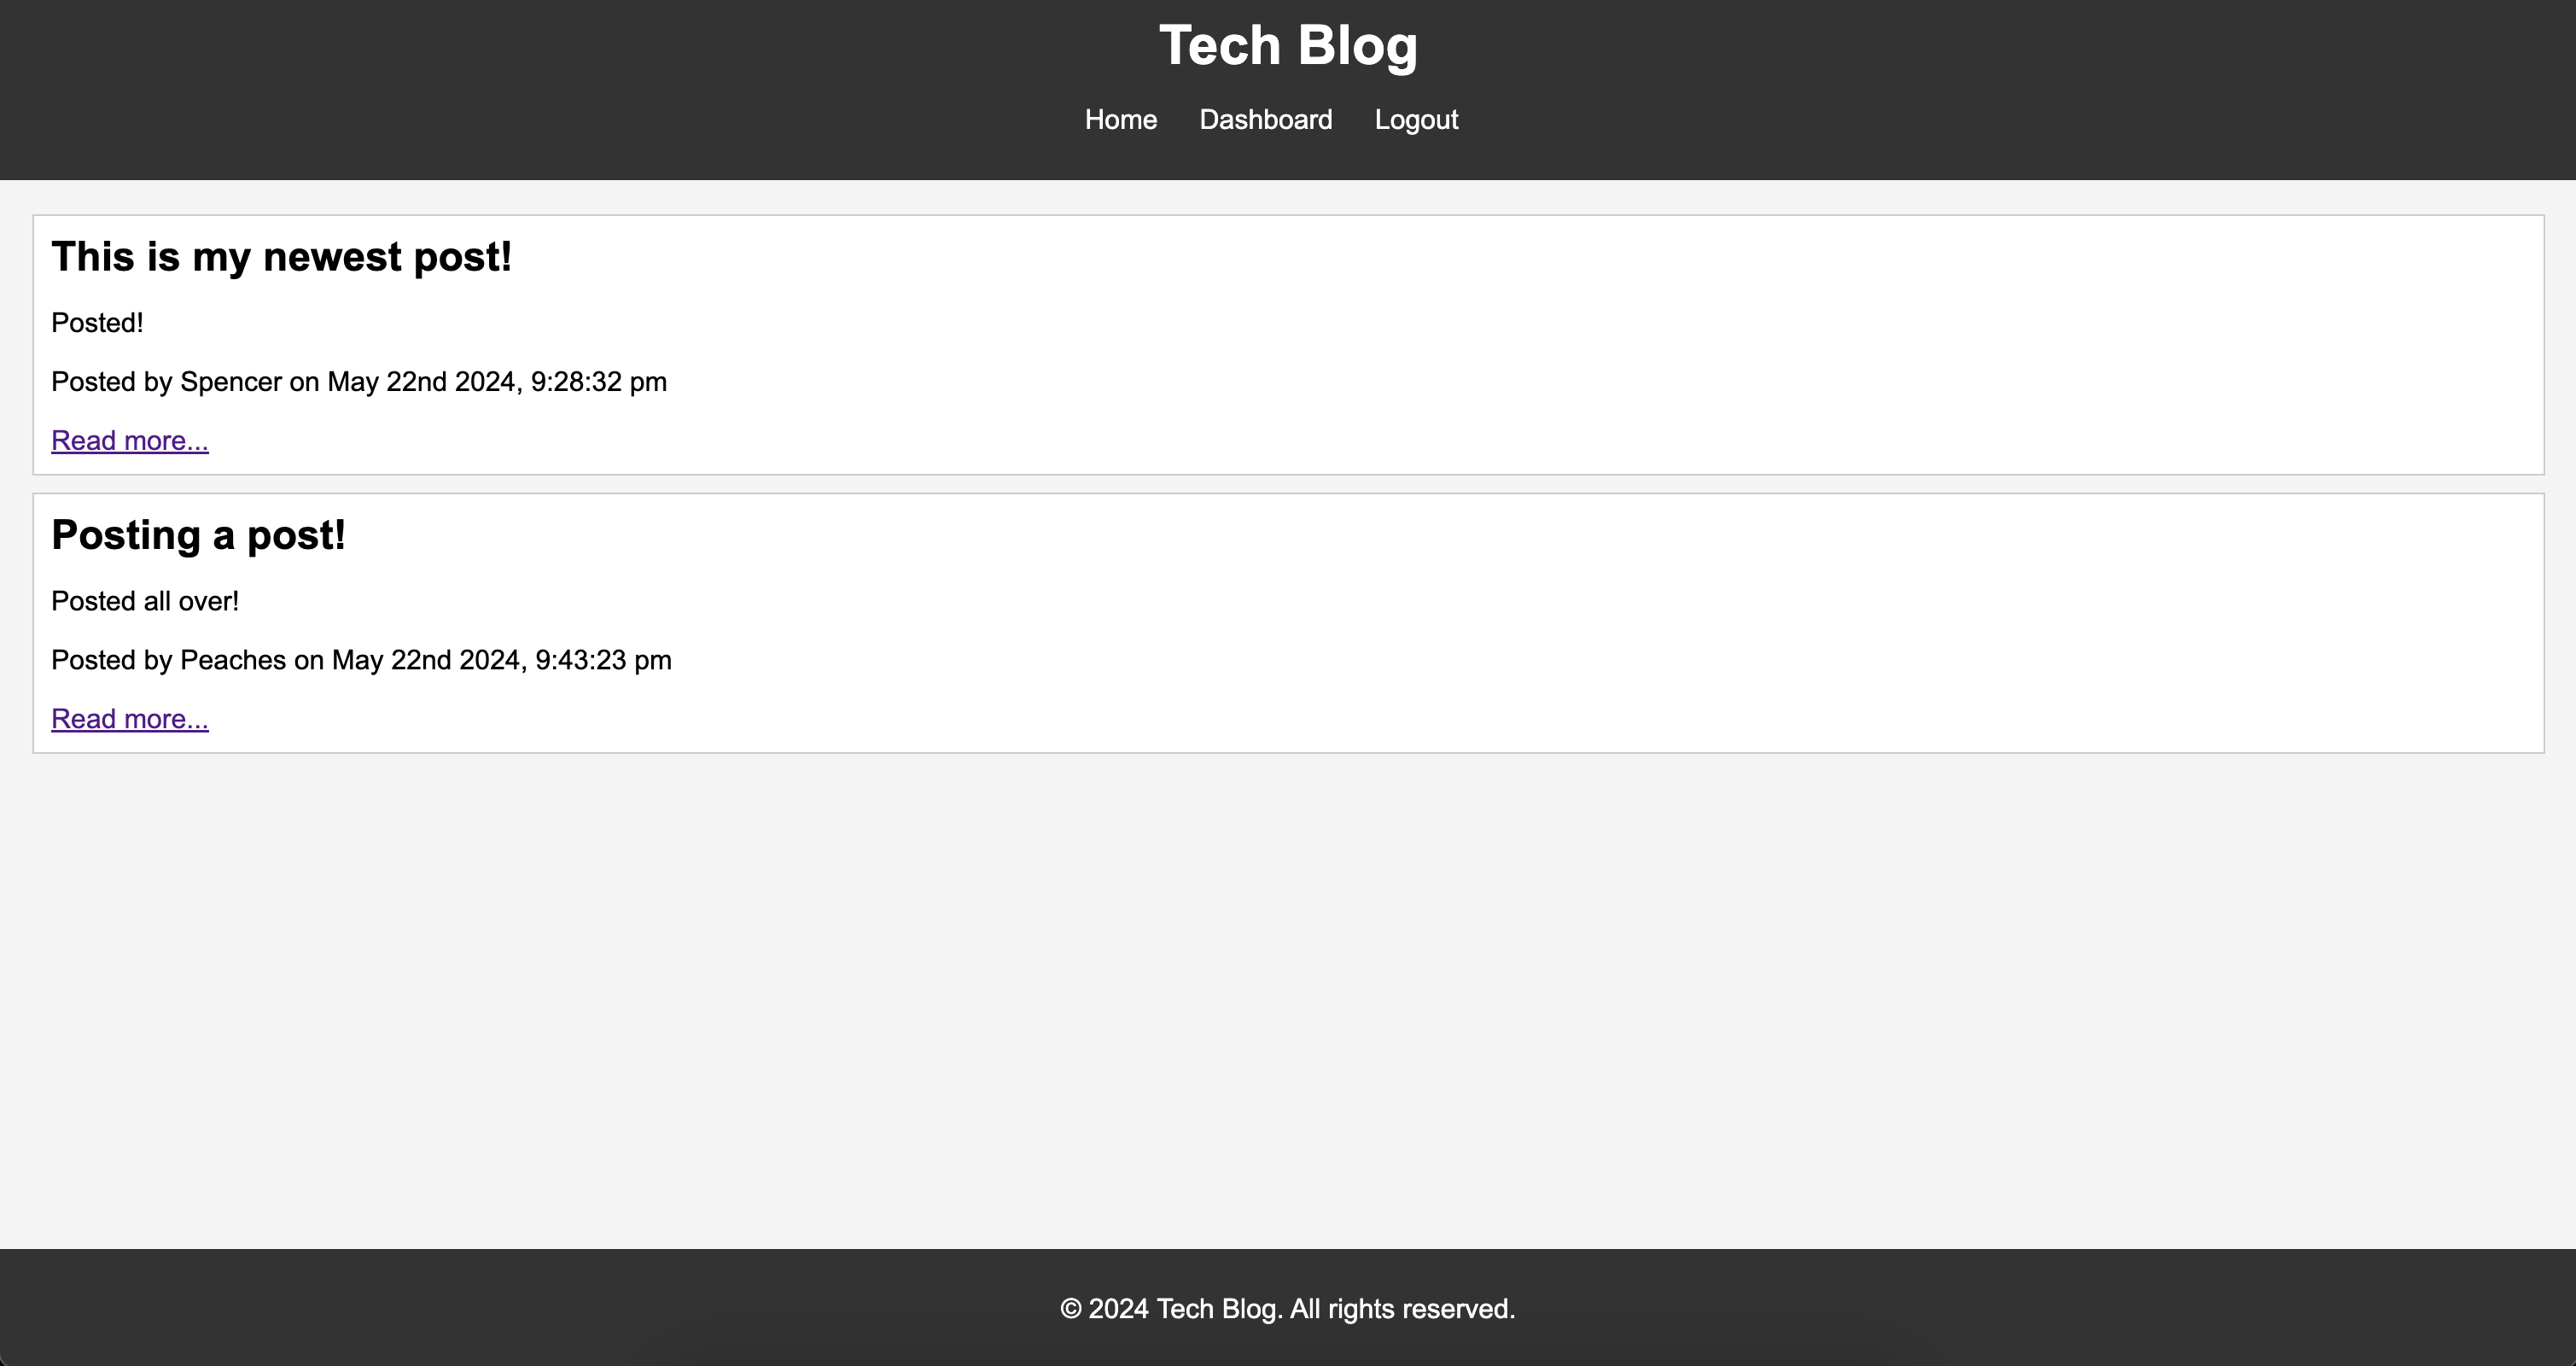 Tech Blog
Home Dashboard Logout
This is my newest post!
Posted!
Posted by Spencer on May 22nd 2024, 9:28:32 pm
Read more...
Posting a post!
Posted all over!
Posted by Peaches on May 22nd 2024, 9:43:23 pm
Read more...
© 2024 Tech Blog. All rights reserved.